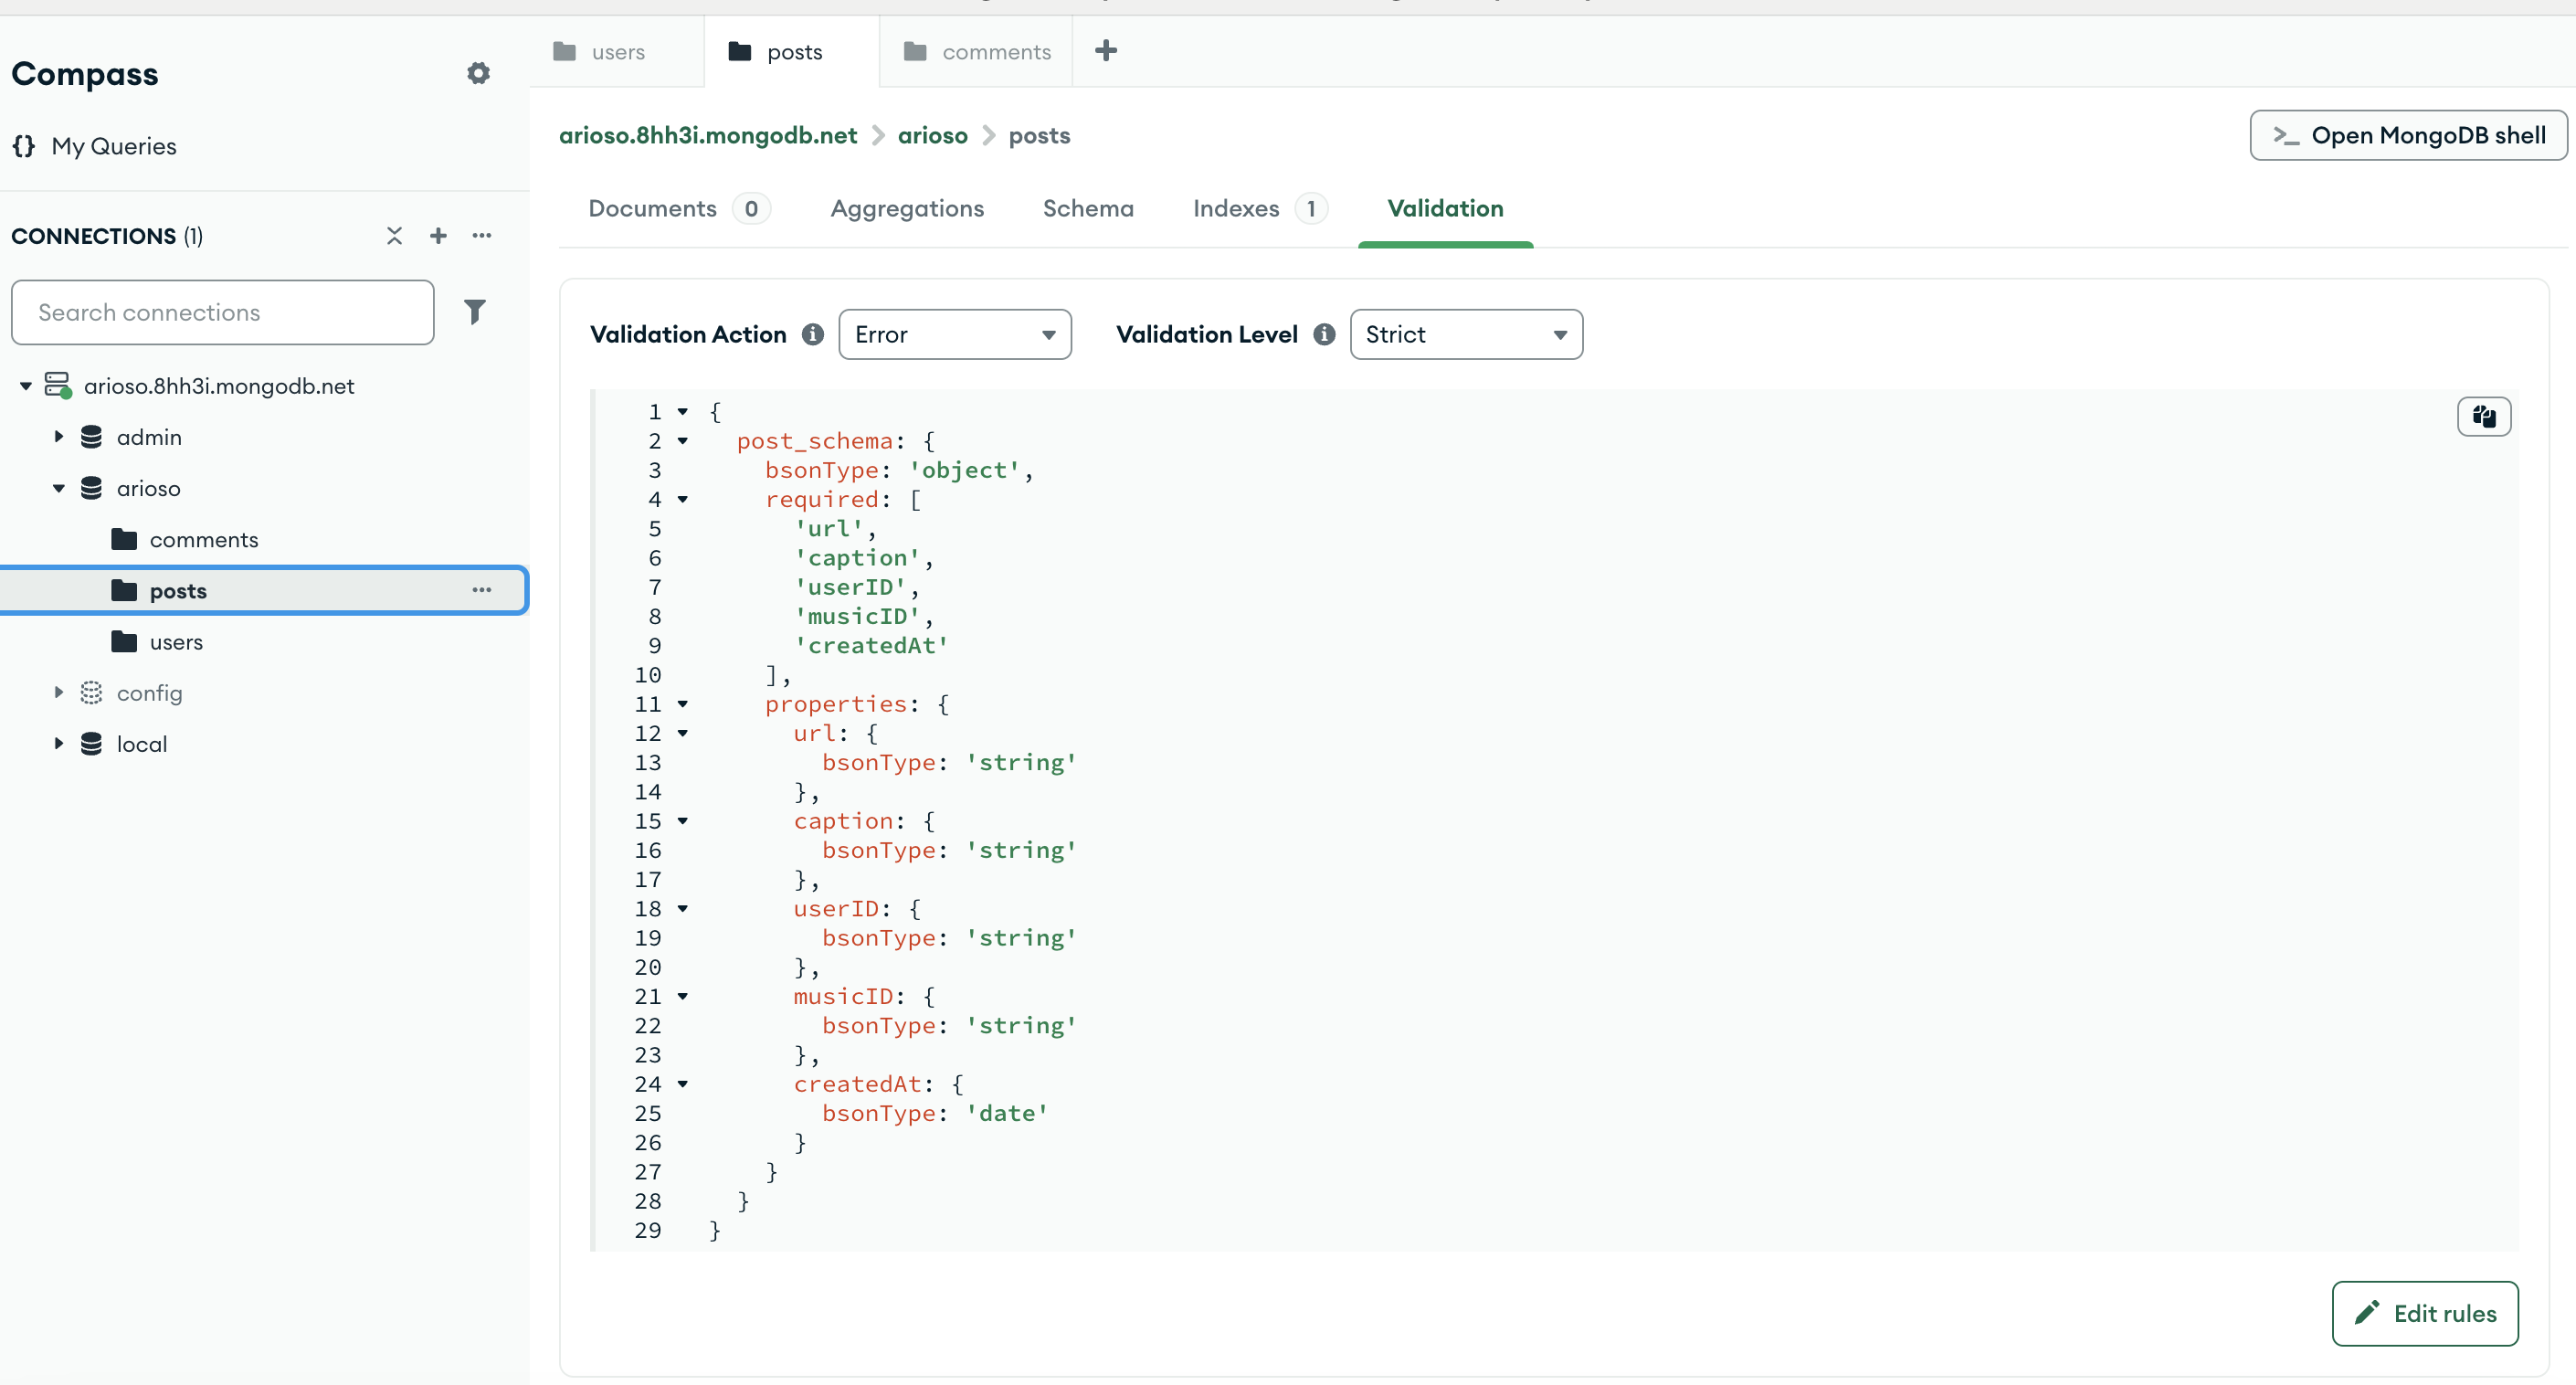 Compass
My Queries
CONNECTIONS (1)
Search connections
arioso.8hh3i.mongodb.net
admin
arioso
comments
posts
users
config
local
users
posts
comments
arioso.8hh3i.mongodb.net > arioso > posts
>_ Open MongoDB shell
Documents 0
Aggregations
Schema
Indexes 1
Validation
Validation Action
Error
Validation Level
Strict
1 {
2 post_schema: {
3 bsonType: 'object',
4 required: [
5 'url',
6 'caption',
7 'userID',
8 'musicID',
9 'createdAt'
10 ],
11 properties: {
12 url: {
13 bsonType: 'string'
14 },
15 caption: {
16 bsonType: 'string'
17 },
18 userID: {
19 bsonType: 'string'
20 },
21 musicID: {
22 bsonType: 'string'
23 },
24 createdAt: {
25 bsonType: 'date'
26 }
27 }
28 }
29 }
Edit rules